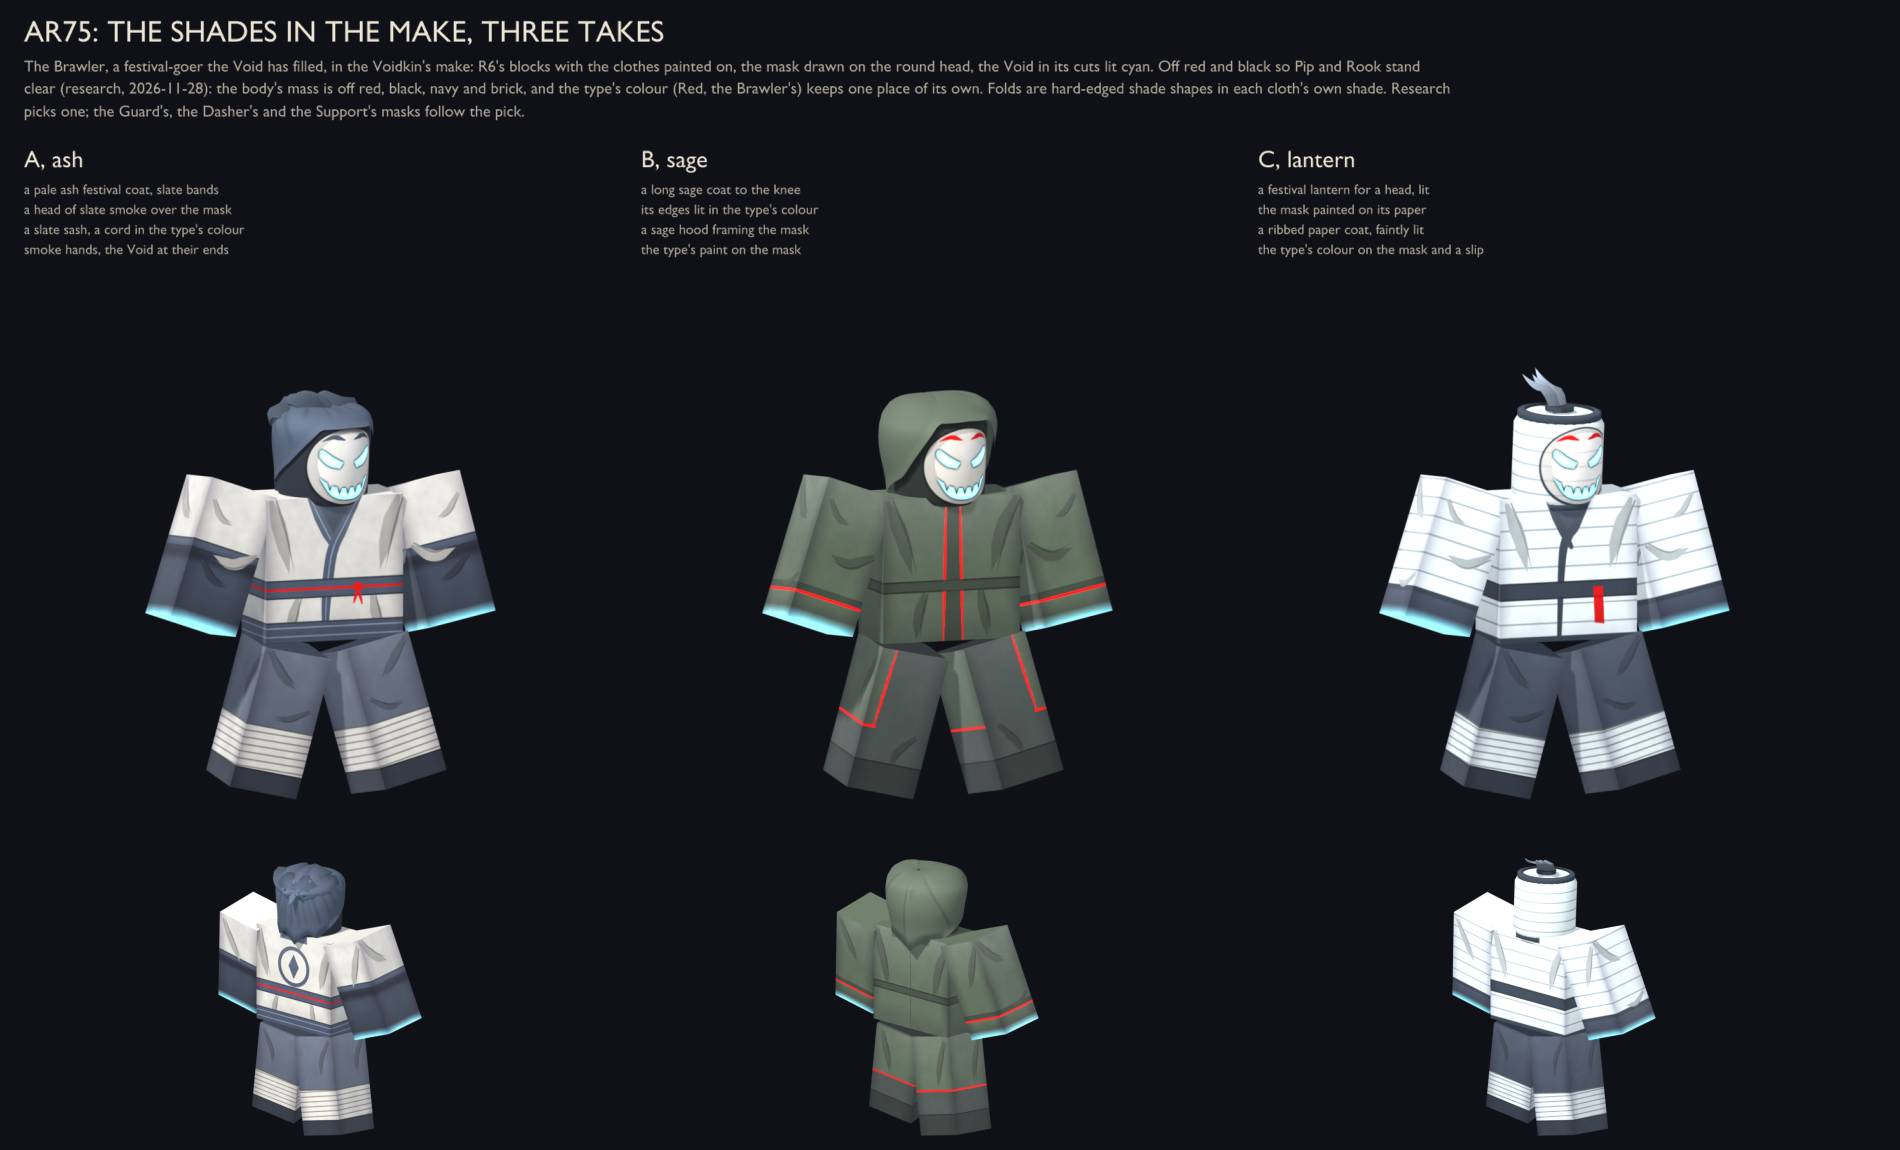 AR75: THE SHADES IN THE MAKE, THREE TAKES
The Brawler, a festival-goer the Void has filled, in the Voidkin's make: R6's blocks with the clothes painted on, the mask drawn on the round head, the Void in its cuts lit cyan. Off red and black so Pip and Rook stand
clear (research, 2026-11-28): the body's mass is off red, black, navy and brick, and the type's colour (Red, the Brawler's) keeps one place of its own. Folds are hard-edged shade shapes in each cloth's own shade. Research
picks one; the Guard's, the Dasher's and the Support's masks follow the pick.
A, ash
a pale ash festival coat, slate bands
a head of slate smoke over the mask
a slate sash, a cord in the type's colour
smoke hands, the Void at their ends
B, sage
a long sage coat to the knee
its edges lit in the type's colour
a sage hood framing the mask
the type's paint on the mask
C, lantern
a festival lantern for a head, lit
the mask painted on its paper
a ribbed paper coat, faintly lit
the type's colour on the mask and a slip